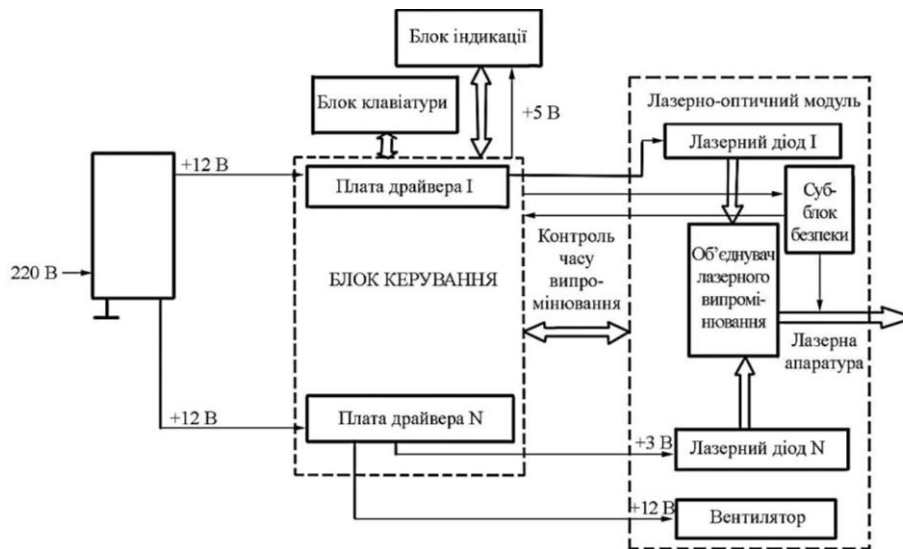 Блок індикації
Блок клавіатури
+5 В
Лазерно-оптичний модуль
Лазерний діод I
+12 В
Плата драйвера I
Суб-
блок
безпеки
220 В
БЛОК КЕРУВАННЯ
Контроль
часу
випро-
мінювання
Об’єднувач
лазерного
випромі-
нювання
Лазерна
апаратура
+12 В
Плата драйвера N
+3 В
Лазерний діод N
+12 В
Вентилятор